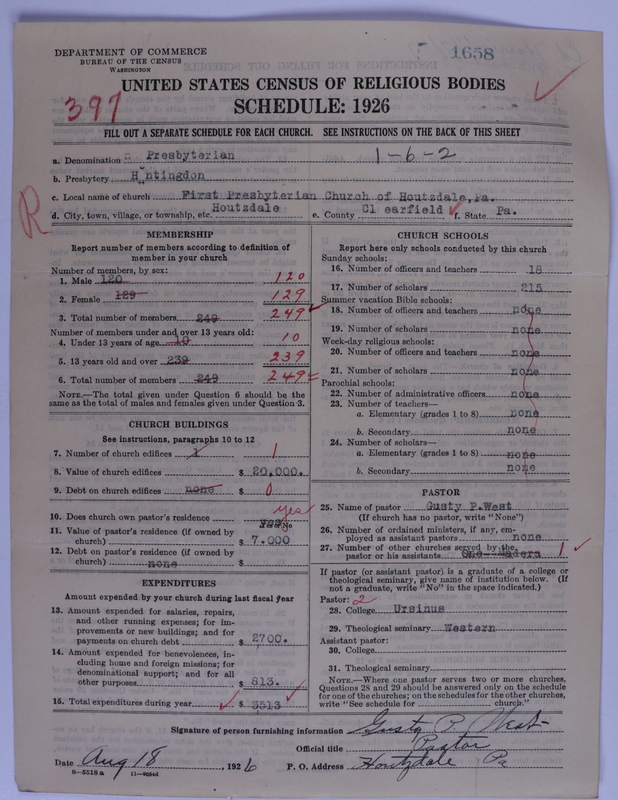 DEPARTMENT OF COMMERCE
BUREAU OF THE CENSUS
WASHINGTON
1658
UNITED STATES CENSUS OF RELIGIOUS BODIES
397
SCHEDULE: 1926
FILL OUT A SEPARATE SCHEDULE FOR EACH CHURCH. SEE INSTRUCTIONS ON THE BACK OF THIS SHEET
a. Denomination Presbyterian 1-6-2
b. Presbytery Huntingdon
c. Local name of church First Presbyterian Church of Houtzdale,Pa.
R
d. City, town, village, or township, etc. Houtzdale e. County Cl earfield f. State Pa.
MEMBERSHIP
Report number of members according to definition of
member in your church
Number of members, by sex:
1. Male 120 120
2. Female 129 129
3. Total number of members 249 249
Number of members under and over 13 years old:
4. Under 13 years of age 10 10
5. 13 years old and over 239 239
6. Total number of members 249 249
NOTE.—The total given under Question 6 should be
same as the total of males and females given under Question 3.
CHURCH BUILDINGS
See instructions, paragraphs 10 to 12
7. Number of church edifices 1 1
8. Value of church edifices $ 20,000.
9. Debt on church edifices none $ 0
10. Does church own pastor's residence yes
Yes or No
11. Value of pastor's residence (if owned by
church) $ 7.000
12. Debt on pastor's residence (if owned by
church) none $
EXPENDITURES
Amount expended by your church during last fiscal year
13. Amount expended for salaries, repairs,
and other running expenses; for im-
provements or new buildings; and for
payments on church debt $ 2700.
14. Amount expended for benevolences, in-
cluding home and foreign missions; for
denominational support; and for all
other purposes $ 813.
15. Total expenditures during year $ 3513
CHURCH SCHOOLS
Report here only schools conducted by this church
Sunday schools:
16. Number of officers and teachers 18
17. Number of scholars 215
Summer vacation Bible schools:
18. Number of officers and teachers none
19. Number of scholars none
Week-day religious schools:
20. Number of officers and teachers none
21. Number of scholars none
Parochial schools:
22. Number of administrative officers none
23. Number of teachers—
a. Elementary (grades 1 to 8) none
b. Secondary none
24. Number of scholars—
a. Elementary (grades 1 to 8) none
b. Secondary none
PASTOR
25. Name of pastor Gusty P.West
(If church has no pastor, write "None")
26. Number of ordained ministers, if any, em-
ployed as assistant pastors none
27. Number of other churches served by the
pastor or his assistants One--Madera 1
If pastor (or assistant pastor) is a graduate of a college or
theological seminary, give name of institution below. (If
not a graduate, write "No" in the space indicated.)
Pastor: 2
28. College Ursinus
29. Theological seminary Western
Assistant pastor:
30. College
31. Theological seminary
NOTE.—Where one pastor serves two or more churches,
Questions 28 and 29 should be answered only on the schedule
for one of the churches; on the schedules for the other churches,
write "See schedule for church."
Signature of person furnishing information Gusty P. West
Official title Pastor
Date Aug 18, 1926 P. O. Address Houtzdale Pa
8-5518 a